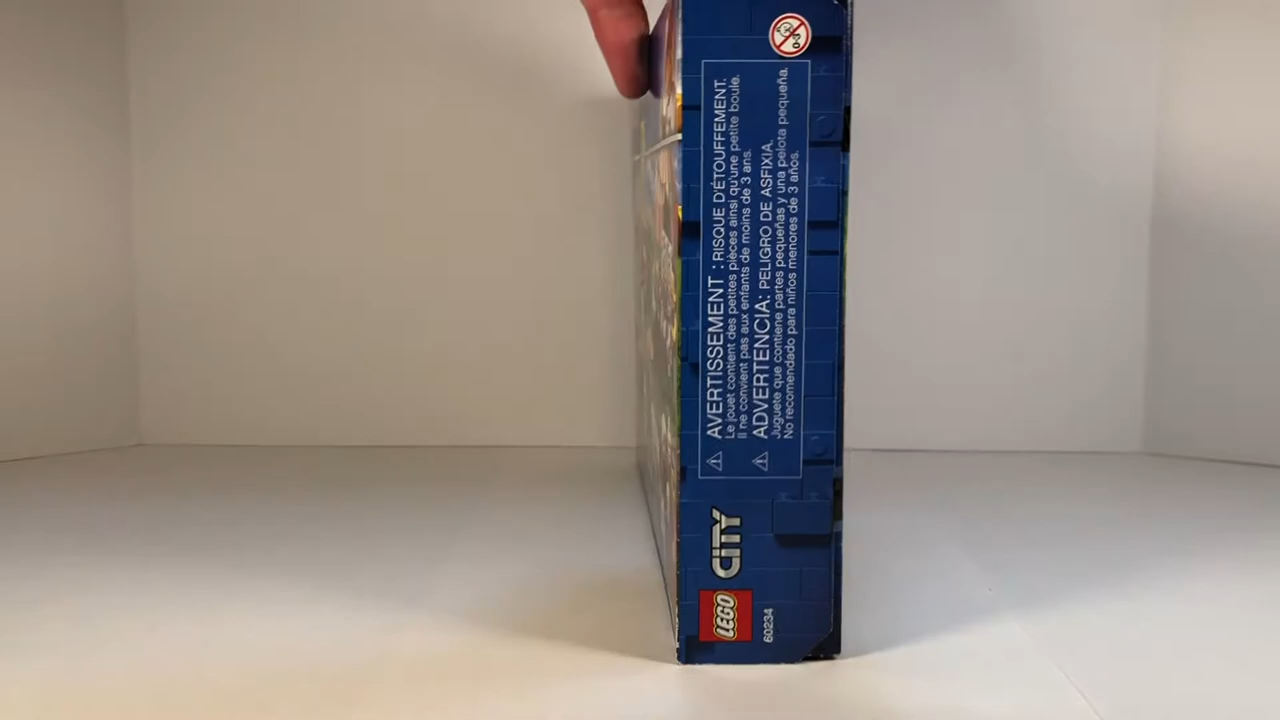 0-3
AVERTISSEMENT : RISQUE D'ÉTOUFFEMENT.
Le jouet contient des petites pièces ainsi qu'une petite boule.
Il ne convient pas aux enfants de moins de 3 ans.
ADVERTENCIA: PELIGRO DE ASFIXIA.
Juguete que contiene partes pequeñas y una pelota pequeña.
No recomendado para niños menores de 3 años.
LEGO CITY
60234